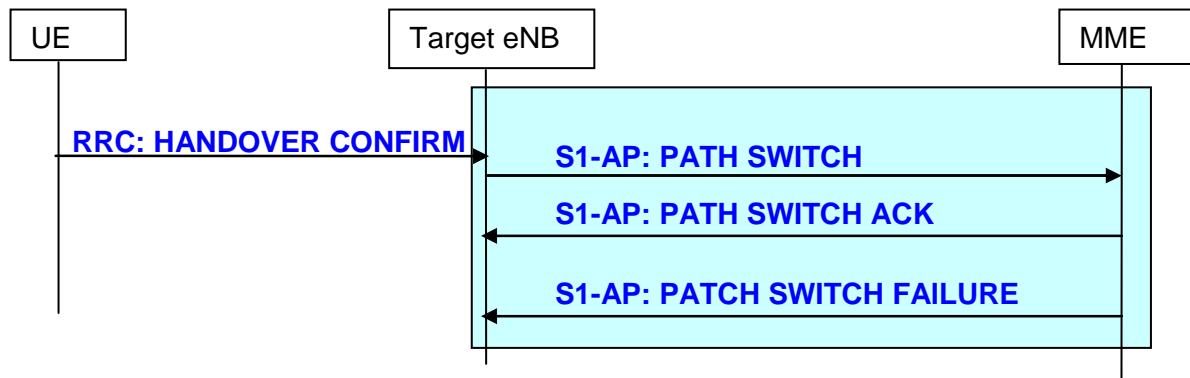 UE
Target eNB
MME
RRC: HANDOVER CONFIRM
S1-AP: PATH SWITCH
S1-AP: PATH SWITCH ACK
S1-AP: PATCH SWITCH FAILURE